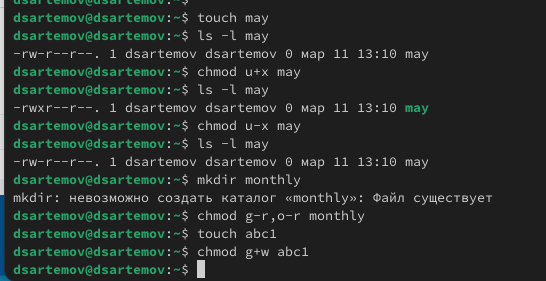 dsartemov@dsartemov:~$ touch may
dsartemov@dsartemov:~$ ls -l may
-rw-r--r--. 1 dsartemov dsartemov 0 мар 11 13:10 may
dsartemov@dsartemov:~$ chmod u+x may
dsartemov@dsartemov:~$ ls -l may
-rwxr--r--. 1 dsartemov dsartemov 0 мар 11 13:10 may
dsartemov@dsartemov:~$ chmod u-x may
dsartemov@dsartemov:~$ ls -l may
-rw-r--r--. 1 dsartemov dsartemov 0 мар 11 13:10 may
dsartemov@dsartemov:~$ mkdir monthly
mkdir: невозможно создать каталог «monthly»: Файл существует
dsartemov@dsartemov:~$ chmod g-r,o-r monthly
dsartemov@dsartemov:~$ touch abc1
dsartemov@dsartemov:~$ chmod g+w abc1
dsartemov@dsartemov:~$